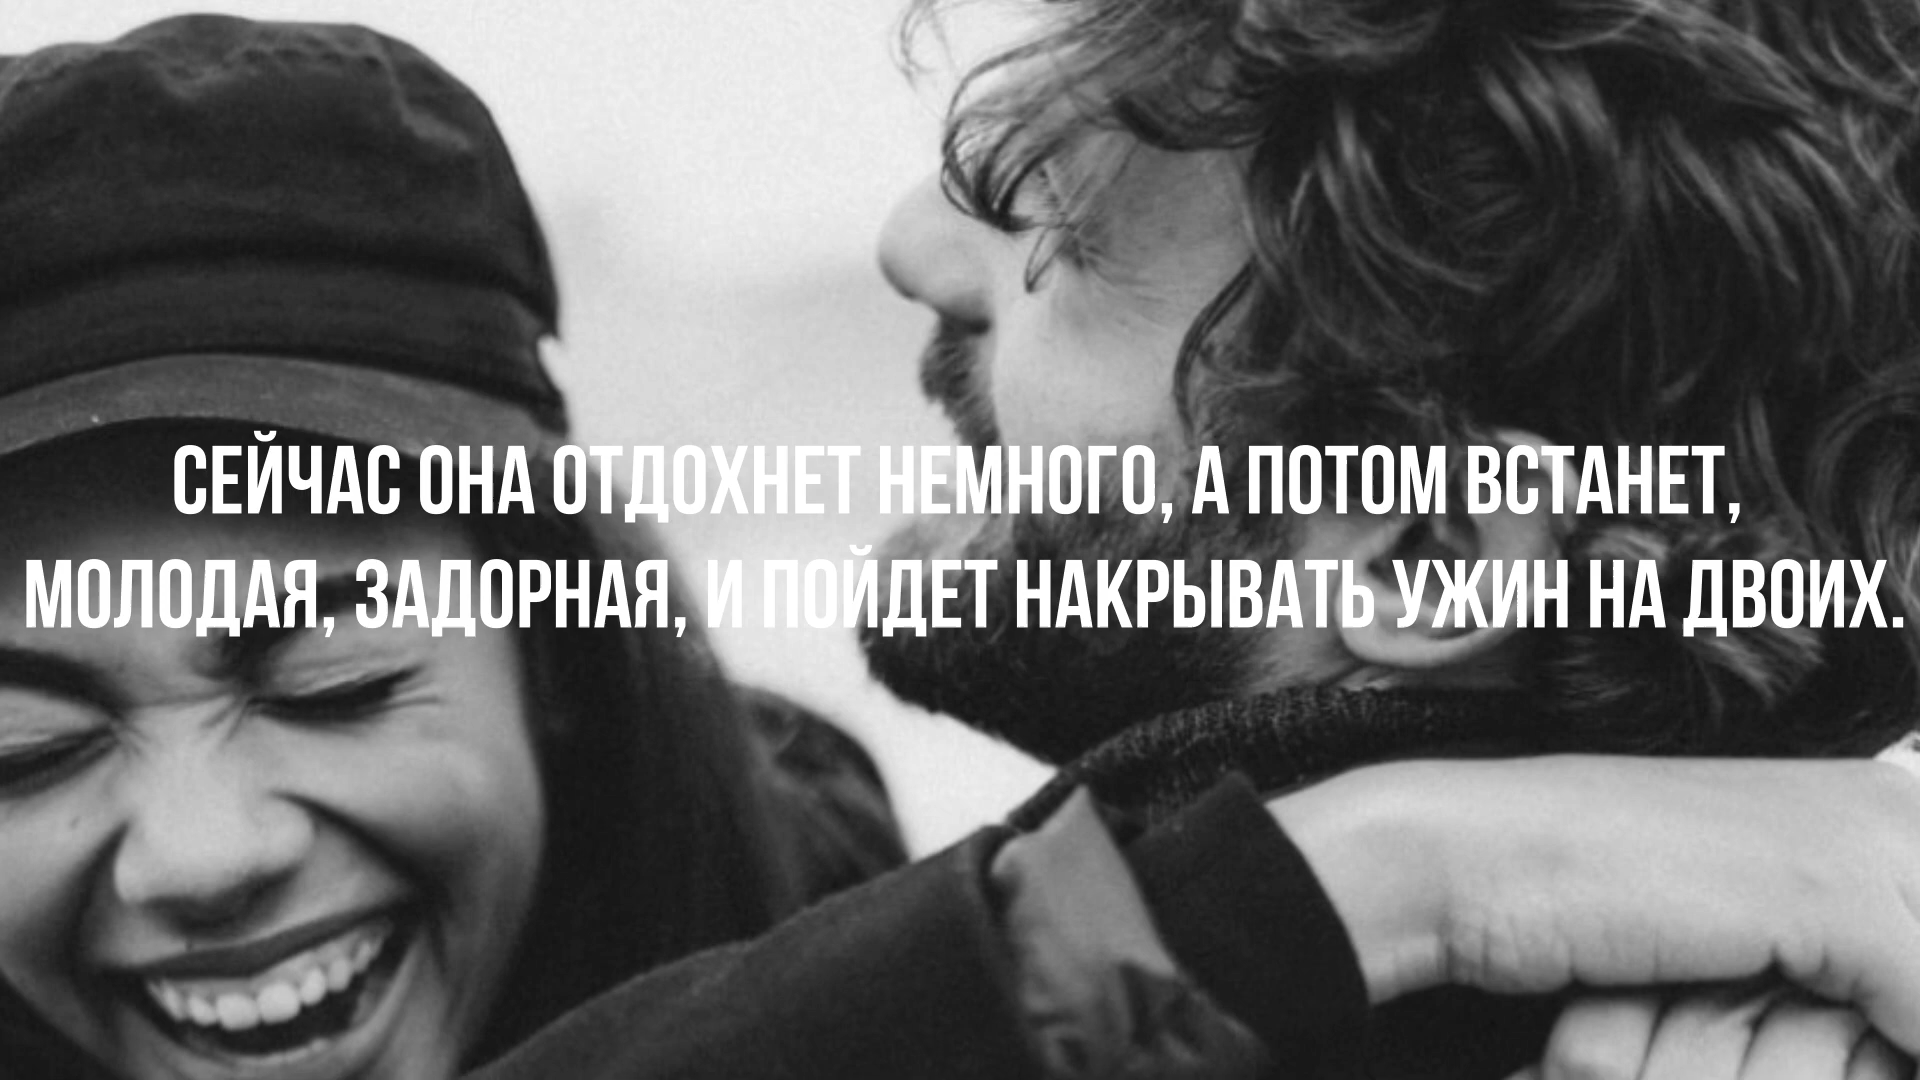 СЕЙЧАС ОНА ОТДОХНЕТ НЕМНОГО, А ПОТОМ ВСТАНЕТ,
МОЛОДАЯ, ЗАДОРНАЯ, И ПОЙДЕТ НАКРЫВАТЬ УЖИН НА ДВОИХ.